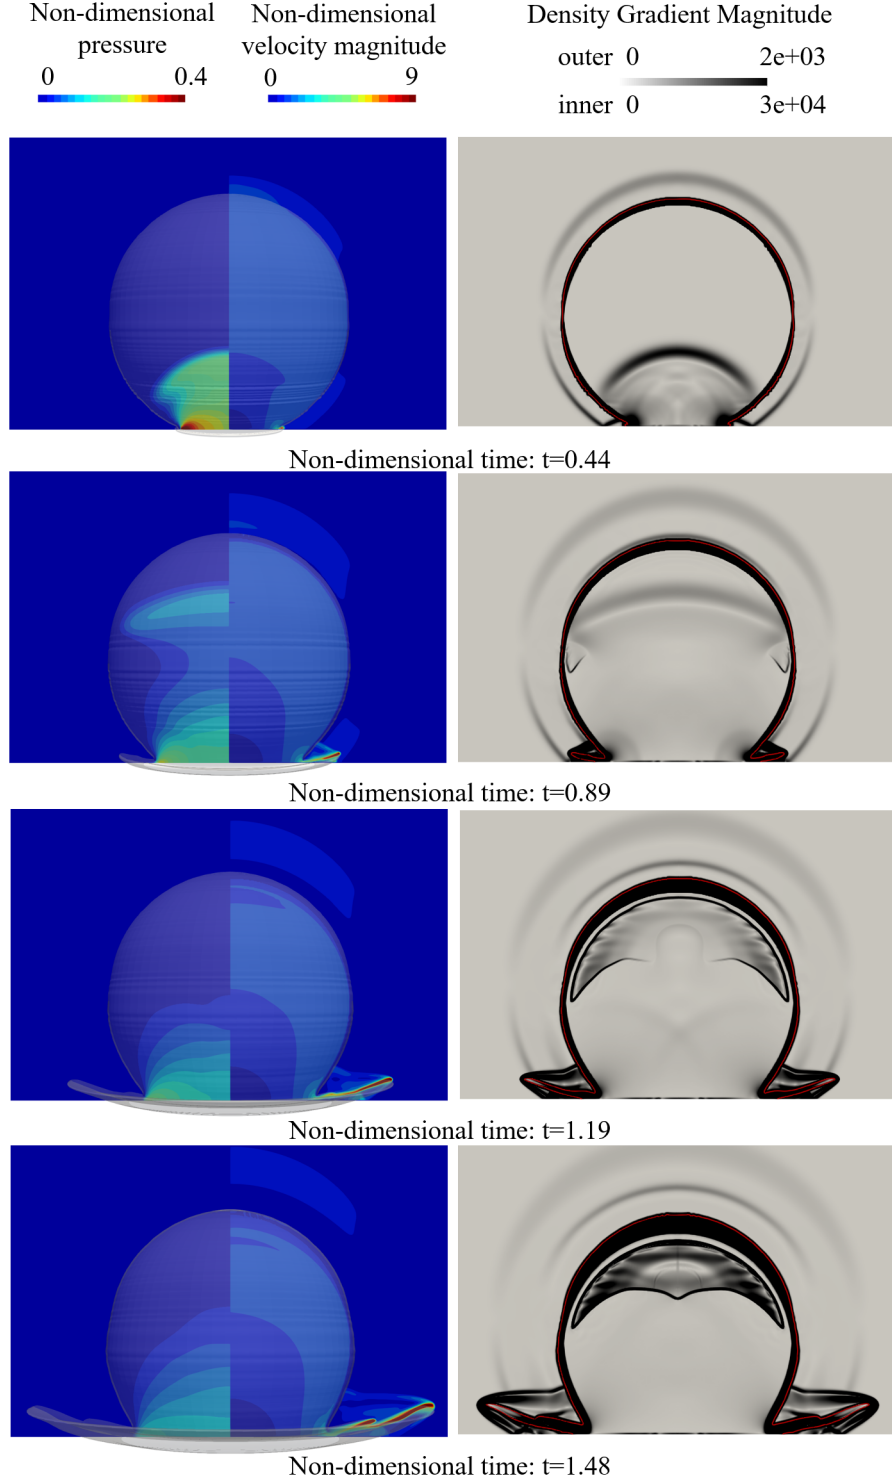 Non-dimensional
pressure
0 0.4
Non-dimensional
velocity magnitude
0 9
Density Gradient Magnitude
outer 0 2e+03
inner 0 3e+04
Non-dimensional time: t=0.44
Non-dimensional time: t=0.89
Non-dimensional time: t=1.19
Non-dimensional time: t=1.48